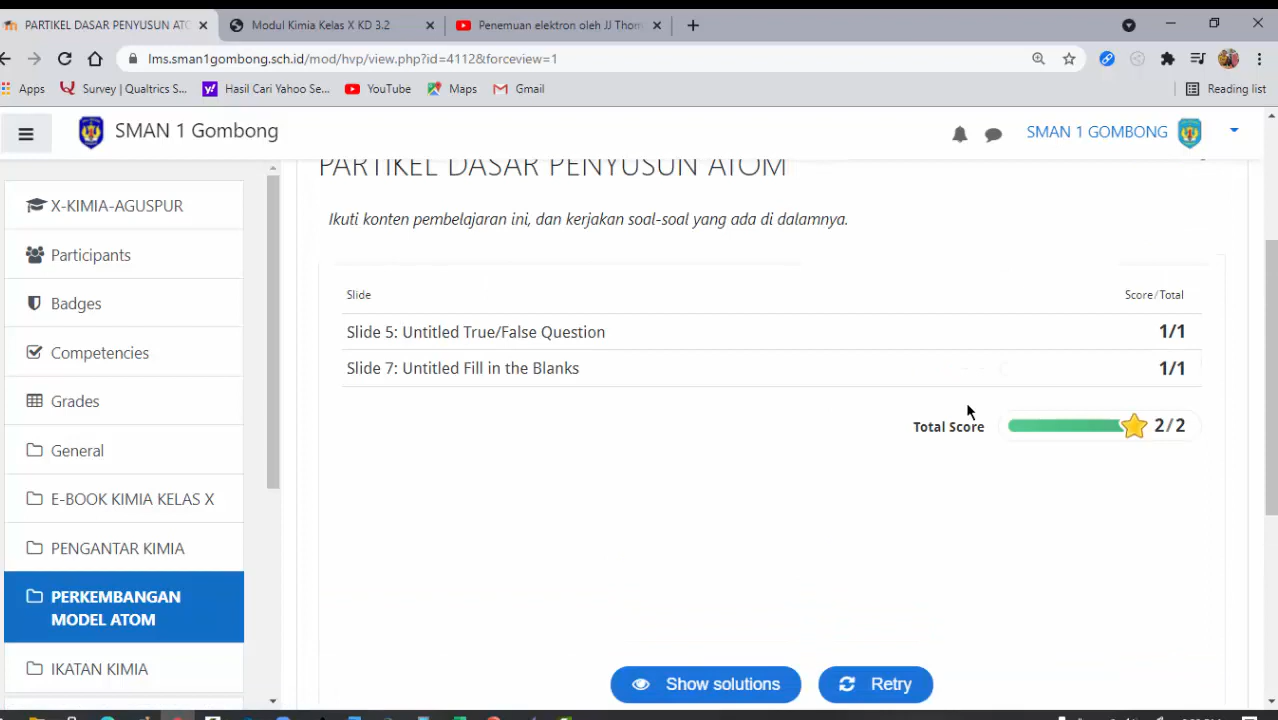 PARTIKEL DASAR PENYUSUN ATC
Modul Kimia Kelas X KD 3.2
Penemuan elektron oleh JJ Thom
lms.sman1gombong.sch.id/mod/hvp/view.php?id=4112&forceview=1
Apps
Survey | Qualtrics S...
Hasil Cari Yahoo Se...
YouTube
Maps
Gmail
Reading list
SMAN 1 Gombong
SMAN 1 GOMBONG
PARTIKEL DASAR PENYUSUN ATOM
Ikuti konten pembelajaran ini, dan kerjakan soal-soal yang ada di dalamnya.
X-KIMIA-AGUSPUR
Participants
Badges
Competencies
Grades
General
E-BOOK KIMIA KELAS X
PENGANTAR KIMIA
PERKEMBANGAN
MODEL ATOM
IKATAN KIMIA
Slide Score/Total
Slide 5: Untitled True/False Question 1/1
Slide 7: Untitled Fill in the Blanks 1/1
Total Score 2/2
Show solutions
Retry